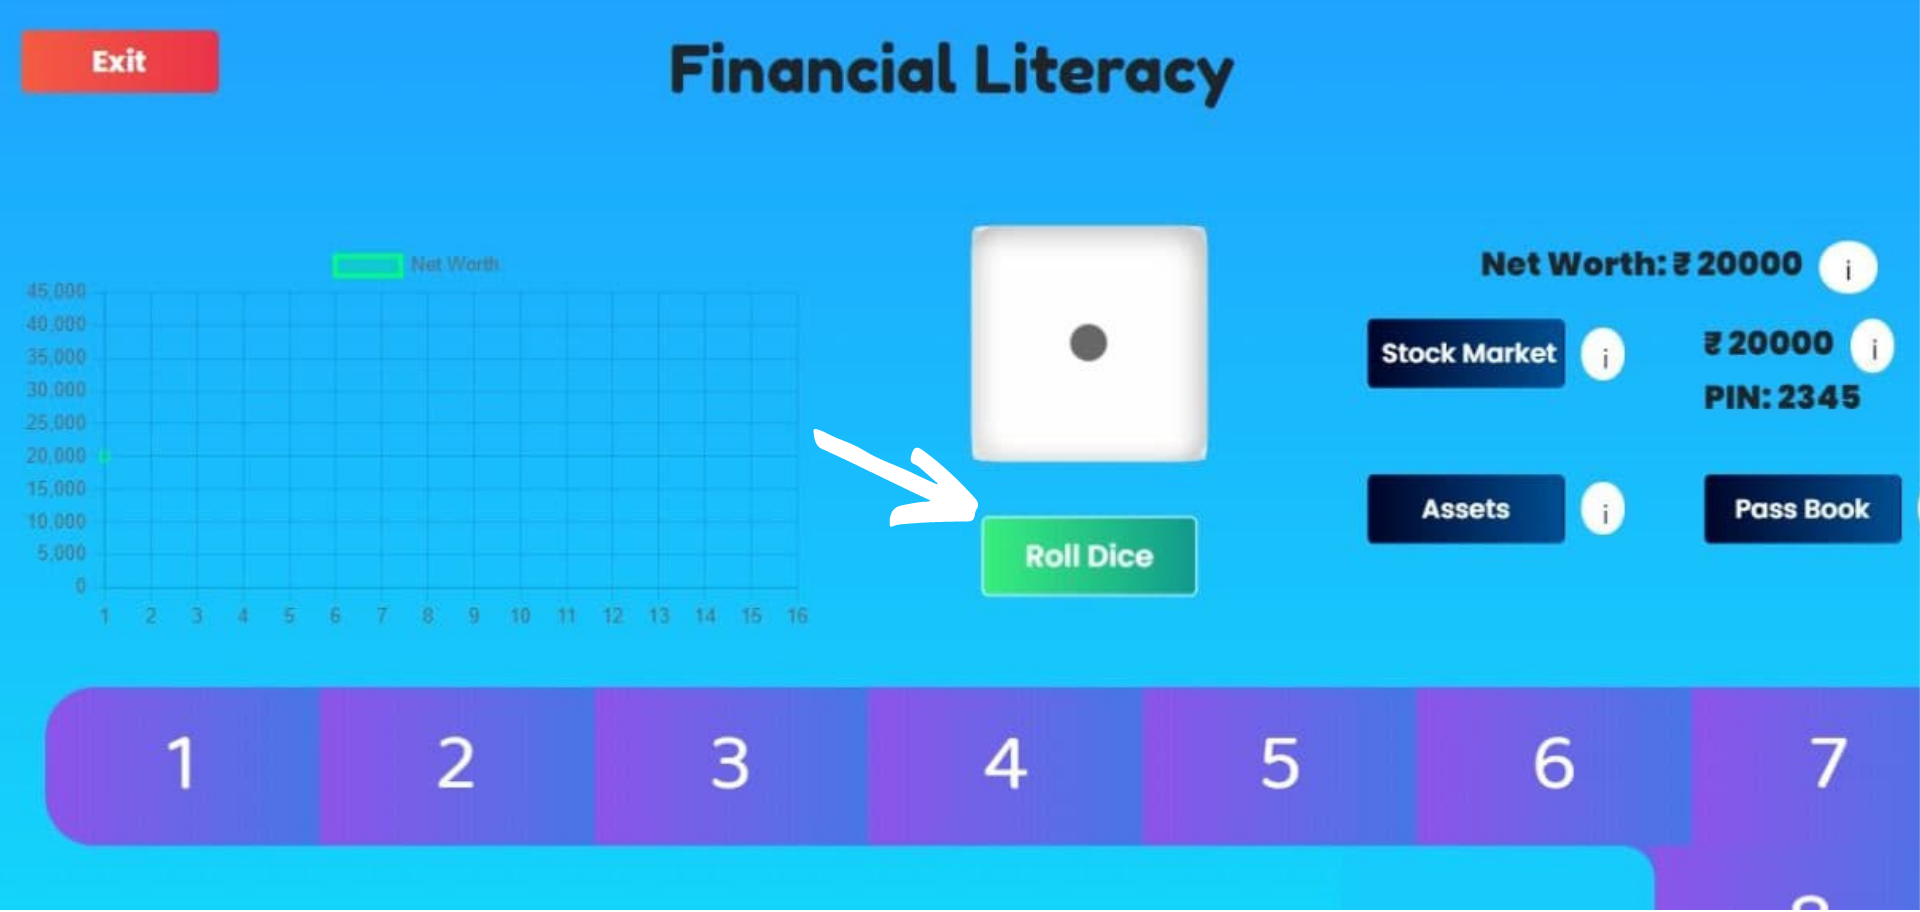 Exit
Financial Literacy
Net Worth
45,000
40,000
35,000
30,000
25,000
20,000
15,000
10,000
5,000
0
1 2 3 4 5 6 7 8 9 10 11 12 13 14 15 16
Roll Dice
Net Worth: ₹ 20000 i
Stock Market i
₹ 20000 i
PIN: 2345
Assets i
Pass Book
1 2 3 4 5 6 7